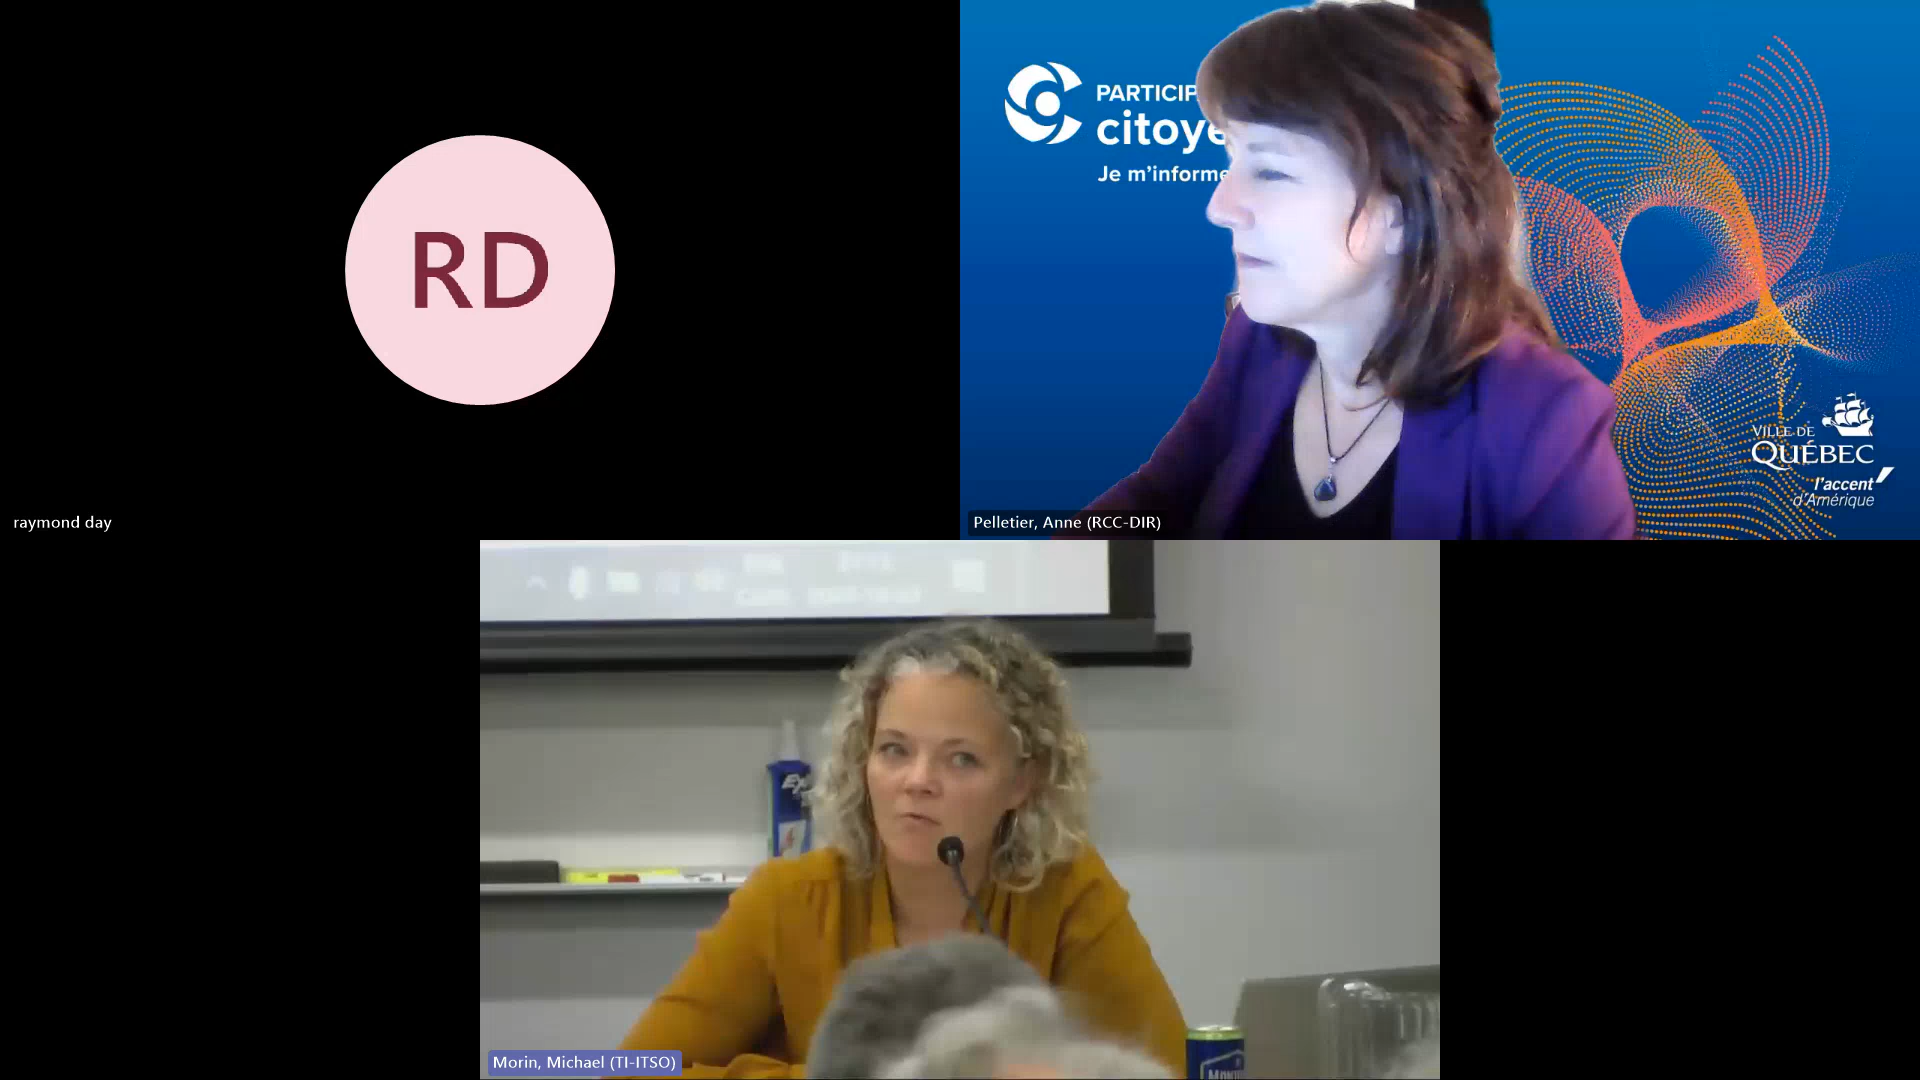 RD
raymond day
PARTICIP
citoye
Je m'informe
VILLE DE
QUÉBEC
l'accent
d'Amérique
Pelletier, Anne (RCC-DIR)
Morin, Michael (TI-ITSO)